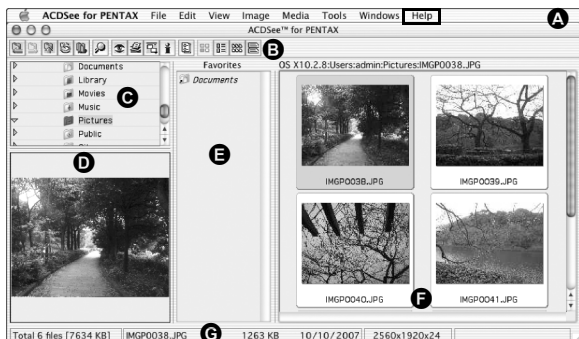 ACDSee for PENTAX File Edit View Image Media Tools Windows Help A
ACDSee™ for PENTAX
B
Documents
Library
Movies
Music
Pictures
Public
C
Favorites
Documents
OS X10.2.8:Users:admin:Pictures:IMGP0038.JPG
D
E
IMGP0038.JPG IMGP0039.JPG
IMGP0040.JPG IMGP0041.JPG
F
Total 6 files [7634 KB] IMGP0038.JPG G 1263 KB 10/10/2007 2560x1920x24